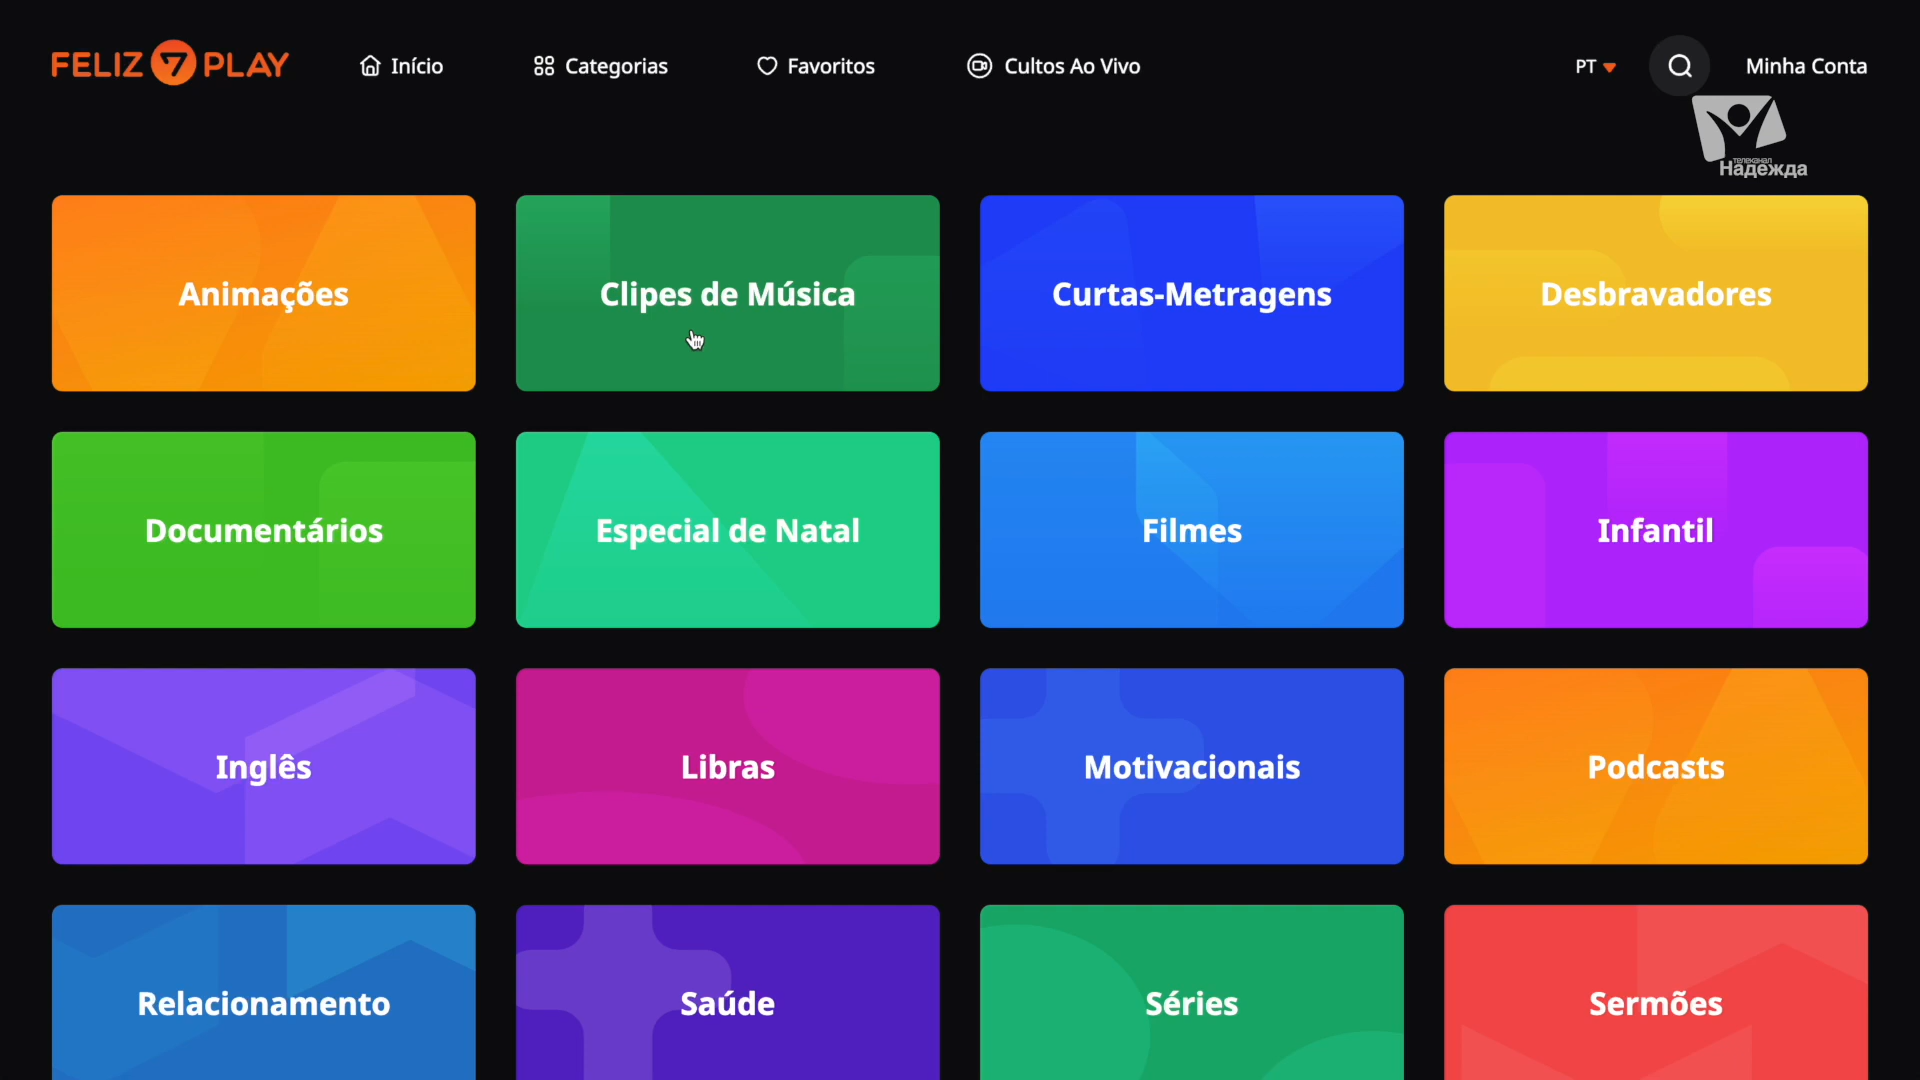 FELIZ 7 PLAY
Início
Categorias
Favoritos
Cultos Ao Vivo
PT
Minha Conta
телеканал
Надежда
Animações
Clipes de Música
Curtas-Metragens
Desbravadores
Documentários
Especial de Natal
Filmes
Infantil
Inglês
Libras
Motivacionais
Podcasts
Relacionamento
Saúde
Séries
Sermões